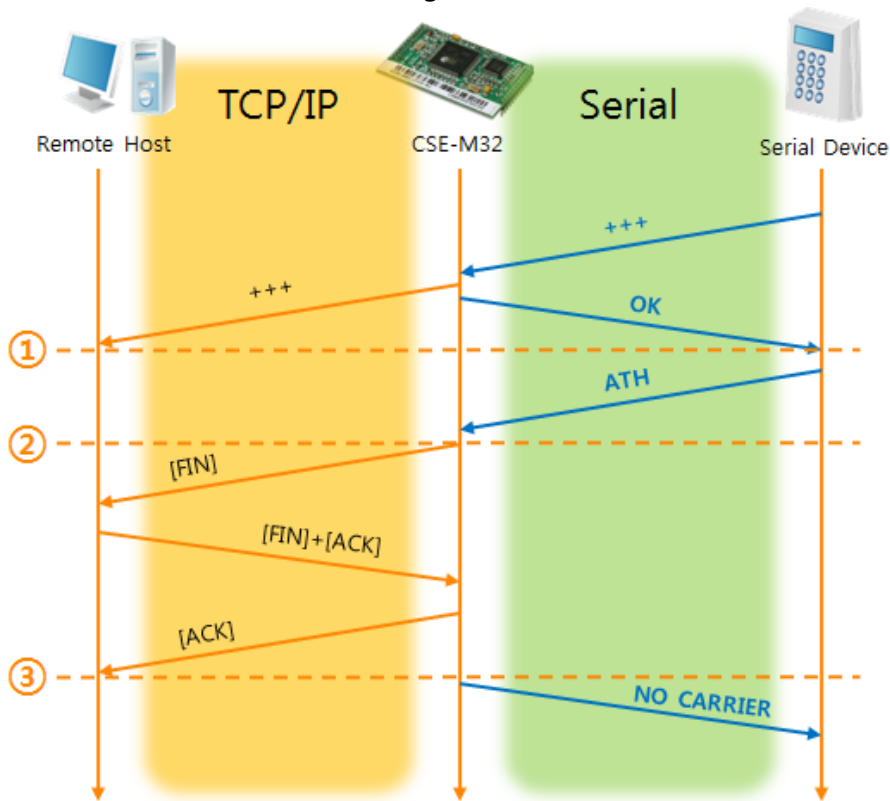 TCP/IP
Serial
Remote Host
CSE-M32
Serial Device
+++
+++
OK
①
ATH
②
[FIN]
[FIN]+[ACK]
[ACK]
③
NO CARRIER